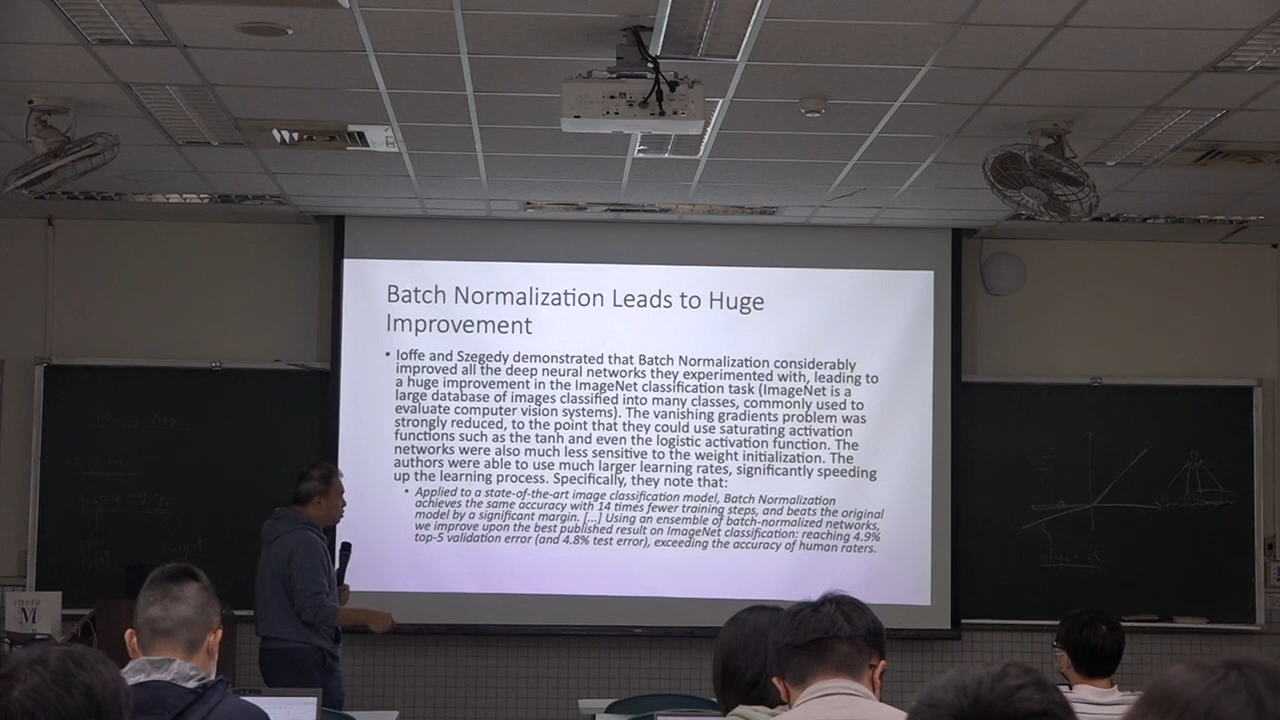 Batch Normalization Leads to Huge
Improvement
• Ioffe and Szegedy demonstrated that Batch Normalization considerably
improved all the deep neural networks they experimented with, leading to
a huge improvement in the ImageNet classification task (ImageNet is a
large database of images classified into many classes, commonly used to
evaluate computer vision systems). The vanishing gradients problem was
strongly reduced, to the point that they could use saturating activation
functions such as the tanh and even the logistic activation function. The
networks were also much less sensitive to the weight initialization. The
authors were able to use much larger learning rates, significantly speeding
up the learning process. Specifically, they note that:
• Applied to a state-of-the-art image classification model, Batch Normalization
achieves the same accuracy with 14 times fewer training steps, and beats the original
model by a significant margin. [...] Using an ensemble of batch-normalized networks,
we improve upon the best published result on ImageNet classification: reaching 4.9%
top-5 validation error (and 4.8% test error), exceeding the accuracy of human raters.
M